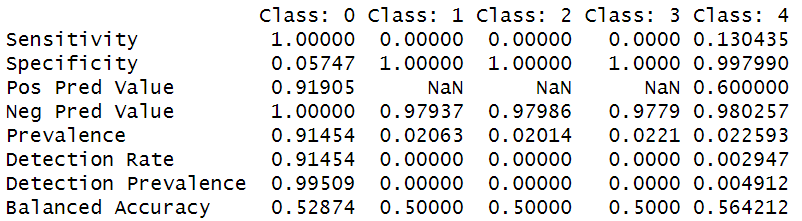 Class: 0 Class: 1 Class: 2 Class: 3 Class: 4
Sensitivity 1.00000 0.00000 0.00000 0.0000 0.130435
Specificity 0.05747 1.00000 1.00000 1.0000 0.997990
Pos Pred Value 0.91905 NaN NaN NaN 0.600000
Neg Pred Value 1.00000 0.97937 0.97986 0.9779 0.980257
Prevalence 0.91454 0.02063 0.02014 0.0221 0.022593
Detection Rate 0.91454 0.00000 0.00000 0.0000 0.002947
Detection Prevalence 0.99509 0.00000 0.00000 0.0000 0.004912
Balanced Accuracy 0.52874 0.50000 0.50000 0.5000 0.564212